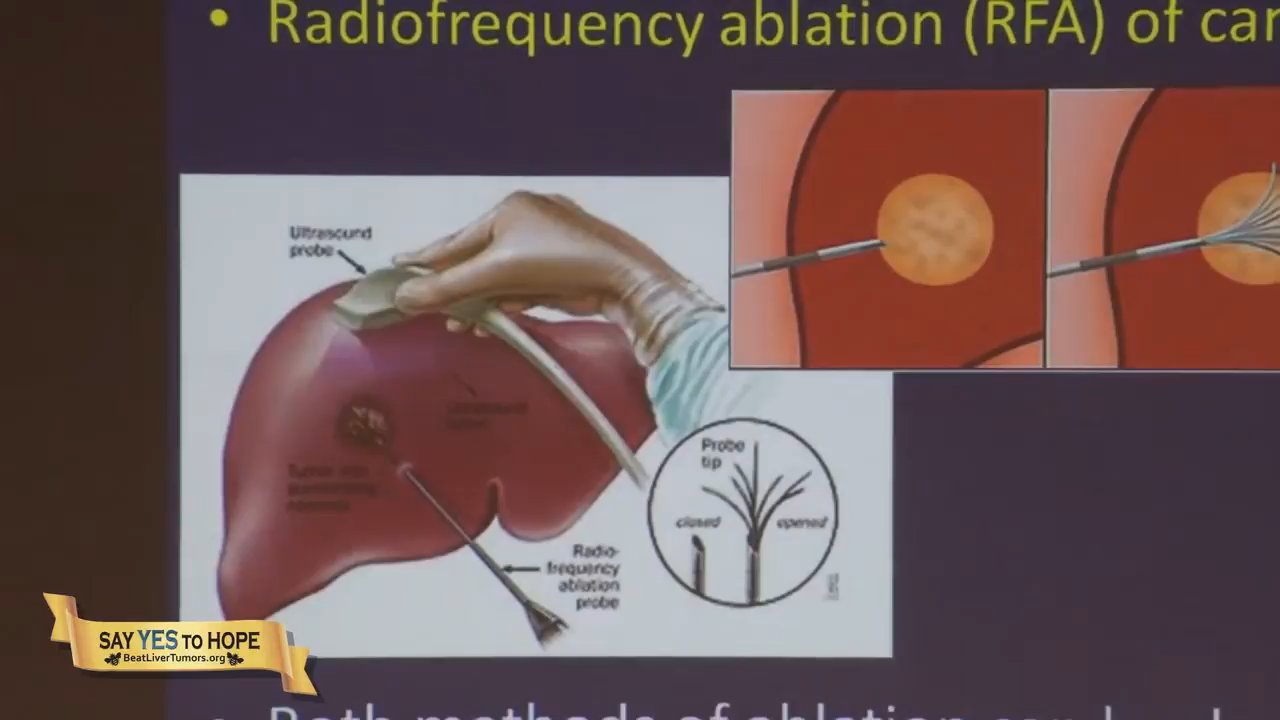 • Radiofrequency ablation (RFA) of
Ultrasound
probe
Probe
tip
closed
opened
Radio-
frequency
ablation
probe
SAY YES TO HOPE
BeatLiverTumors.org
Both methods of ablation can